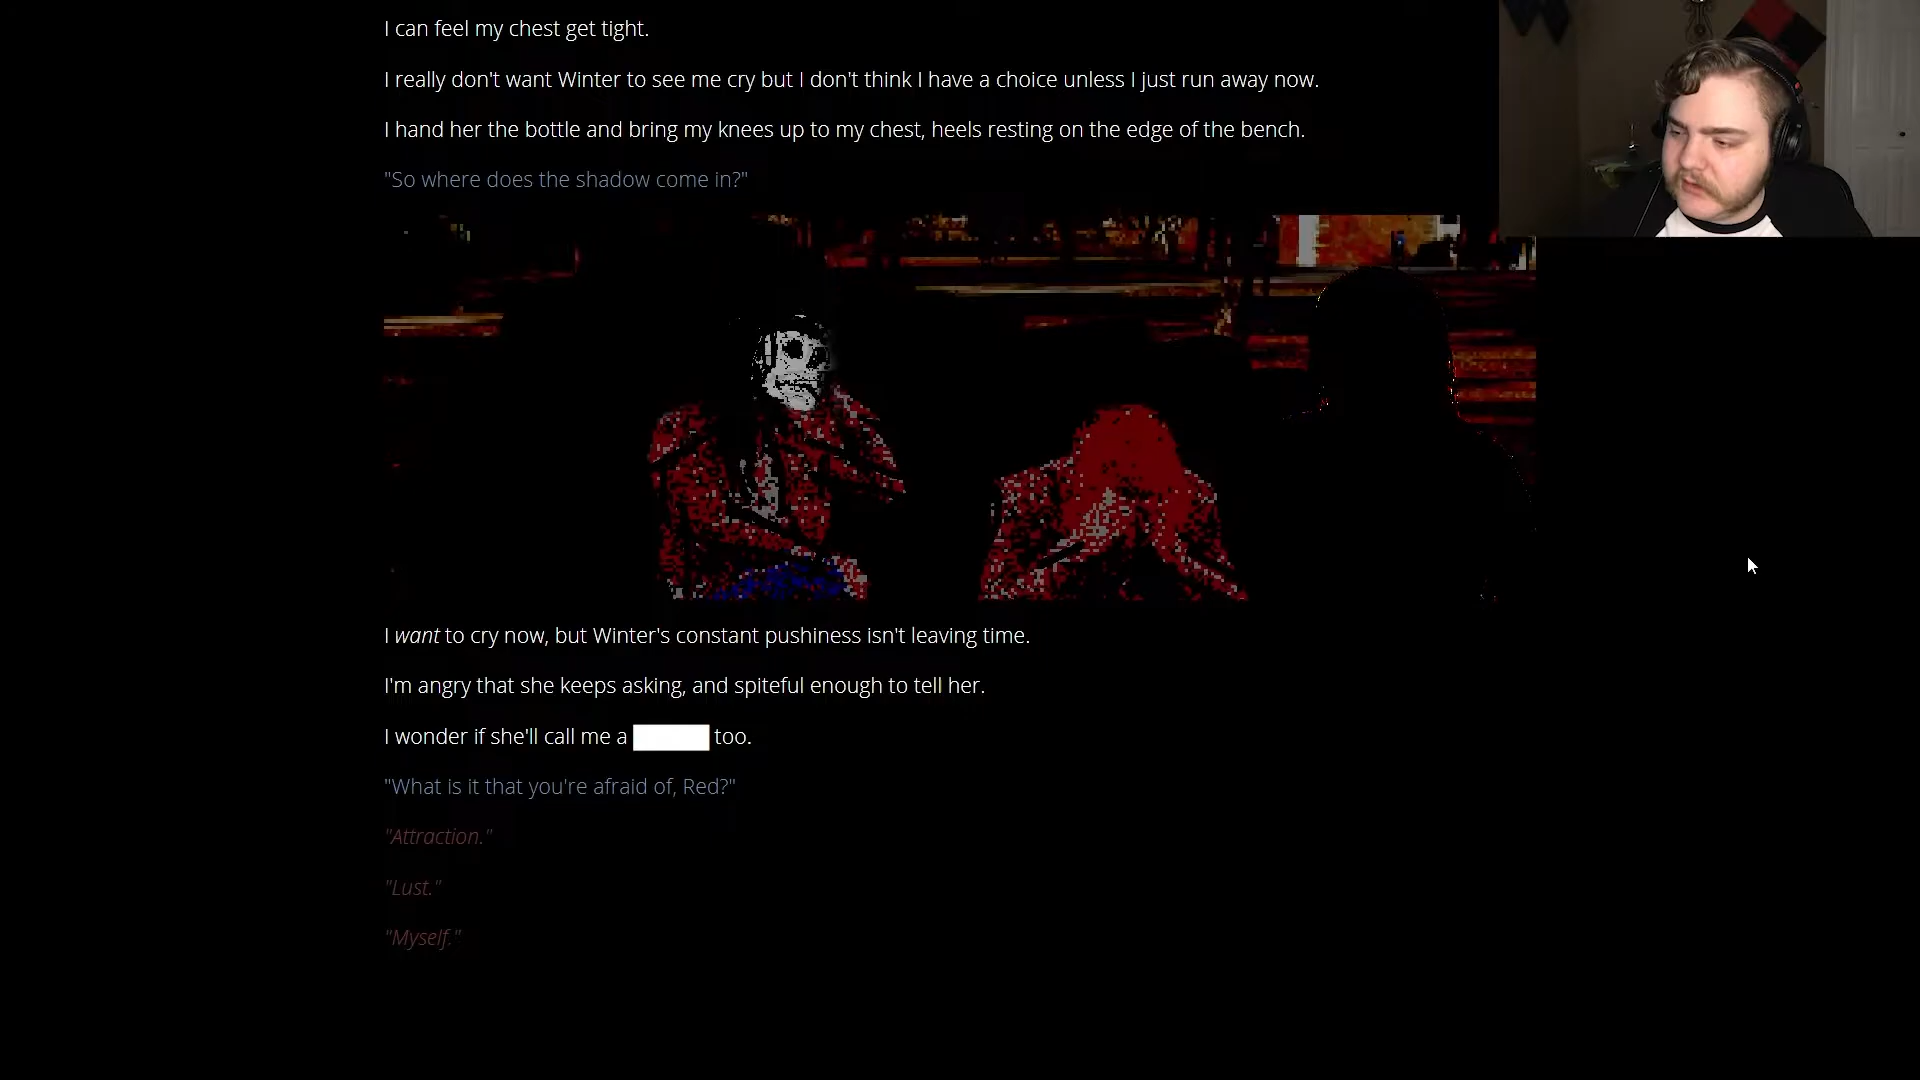 I can feel my chest get tight.
I really don't want Winter to see me cry but I don't think I have a choice unless I just run away now.
I hand her the bottle and bring my knees up to my chest, heels resting on the edge of the bench.
"So where does the shadow come in?"
I want to cry now, but Winter's constant pushiness isn't leaving time.
I'm angry that she keeps asking, and spiteful enough to tell her.
I wonder if she'll call me a too.
"What is it that you're afraid of, Red?"
"Attraction."
"Lust."
"Myself."